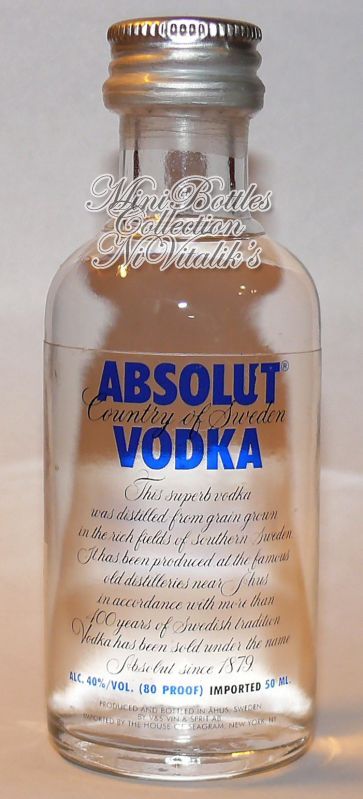 MiniBottles
Collection
NiVitalik's
ABSOLUT®
Country of Sweden
VODKA
This superb vodka
was distilled from grain grown
in the rich fields of southern Sweden.
It has been produced at the famous
old distilleries near Åhus
in accordance with more than
400 years of Swedish tradition.
Vodka has been sold under the name
Absolut since 1879.
ALC. 40%/VOL. (80 PROOF) IMPORTED 50 ML.
PRODUCED AND BOTTLED IN ÅHUS, SWEDEN
BY V&S VIN & SPRIT AB.
IMPORTED BY THE HOUSE OF SEAGRAM, NEW YORK, NY